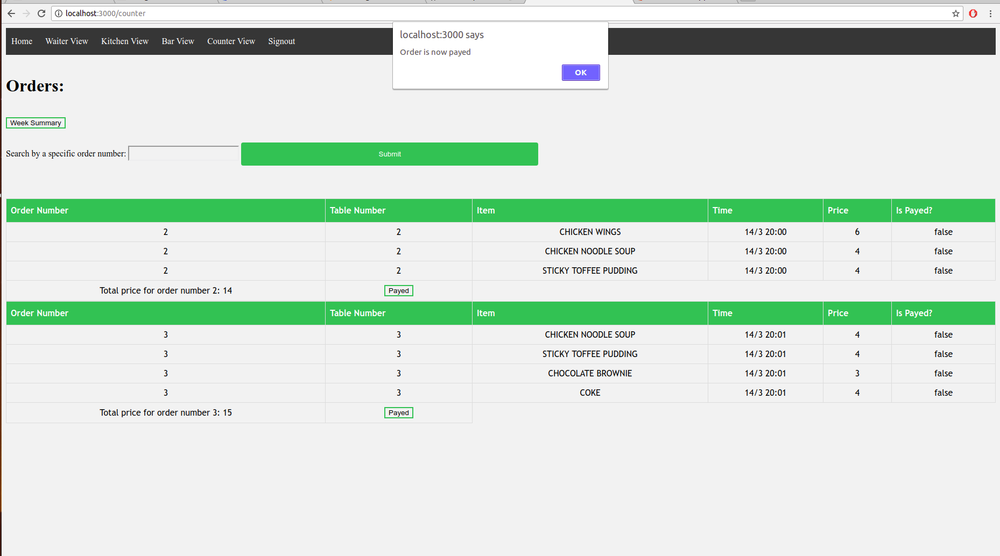 localhost:3000/counter
Home Waiter View Kitchen View Bar View Counter View Signout
localhost:3000 says
Order is now payed
OK
Orders:
Week Summary
Search by a specific order number: Submit
Order Number Table Number Item Time Price Is Payed?
2 2 CHICKEN WINGS 14/3 20:00 6 false
2 2 CHICKEN NOODLE SOUP 14/3 20:00 4 false
2 2 STICKY TOFFEE PUDDING 14/3 20:00 4 false
Total price for order number 2: 14 Payed
Order Number Table Number Item Time Price Is Payed?
3 3 CHICKEN NOODLE SOUP 14/3 20:01 4 false
3 3 STICKY TOFFEE PUDDING 14/3 20:01 4 false
3 3 CHOCOLATE BROWNIE 14/3 20:01 3 false
3 3 COKE 14/3 20:01 4 false
Total price for order number 3: 15 Payed